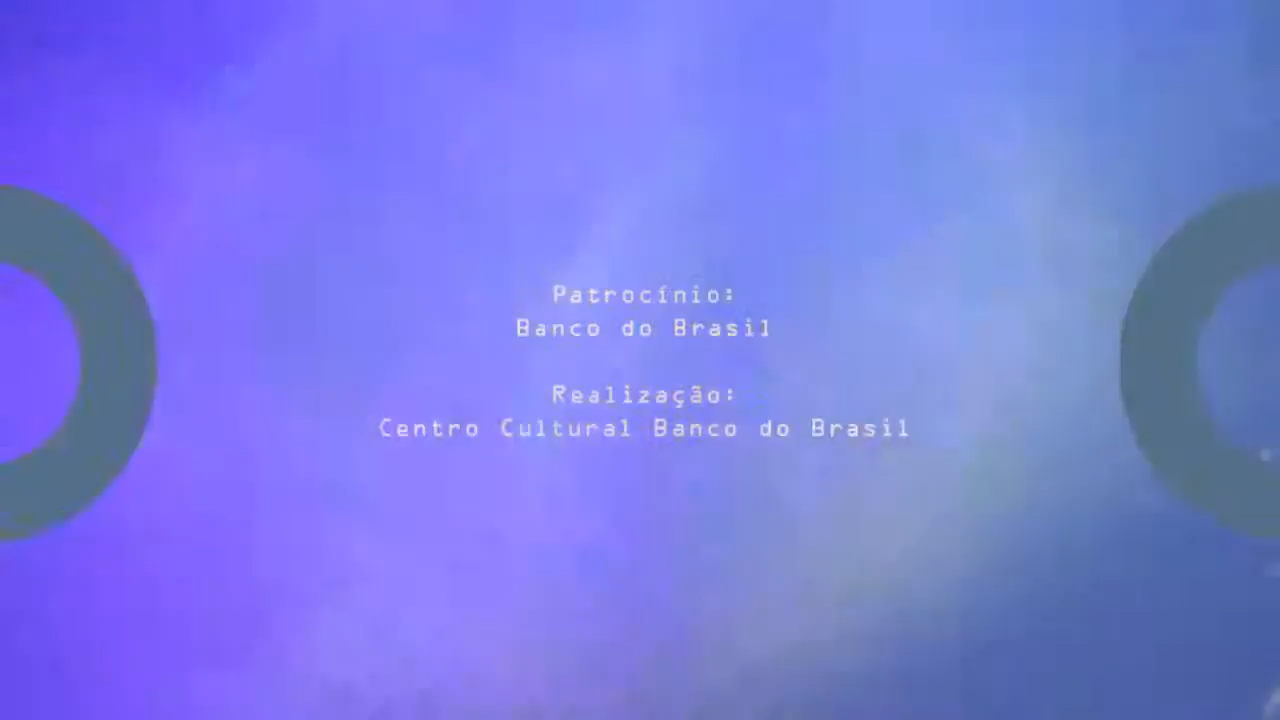 Patrocínio:
Banco do Brasil
Realização:
Centro Cultural Banco do Brasil